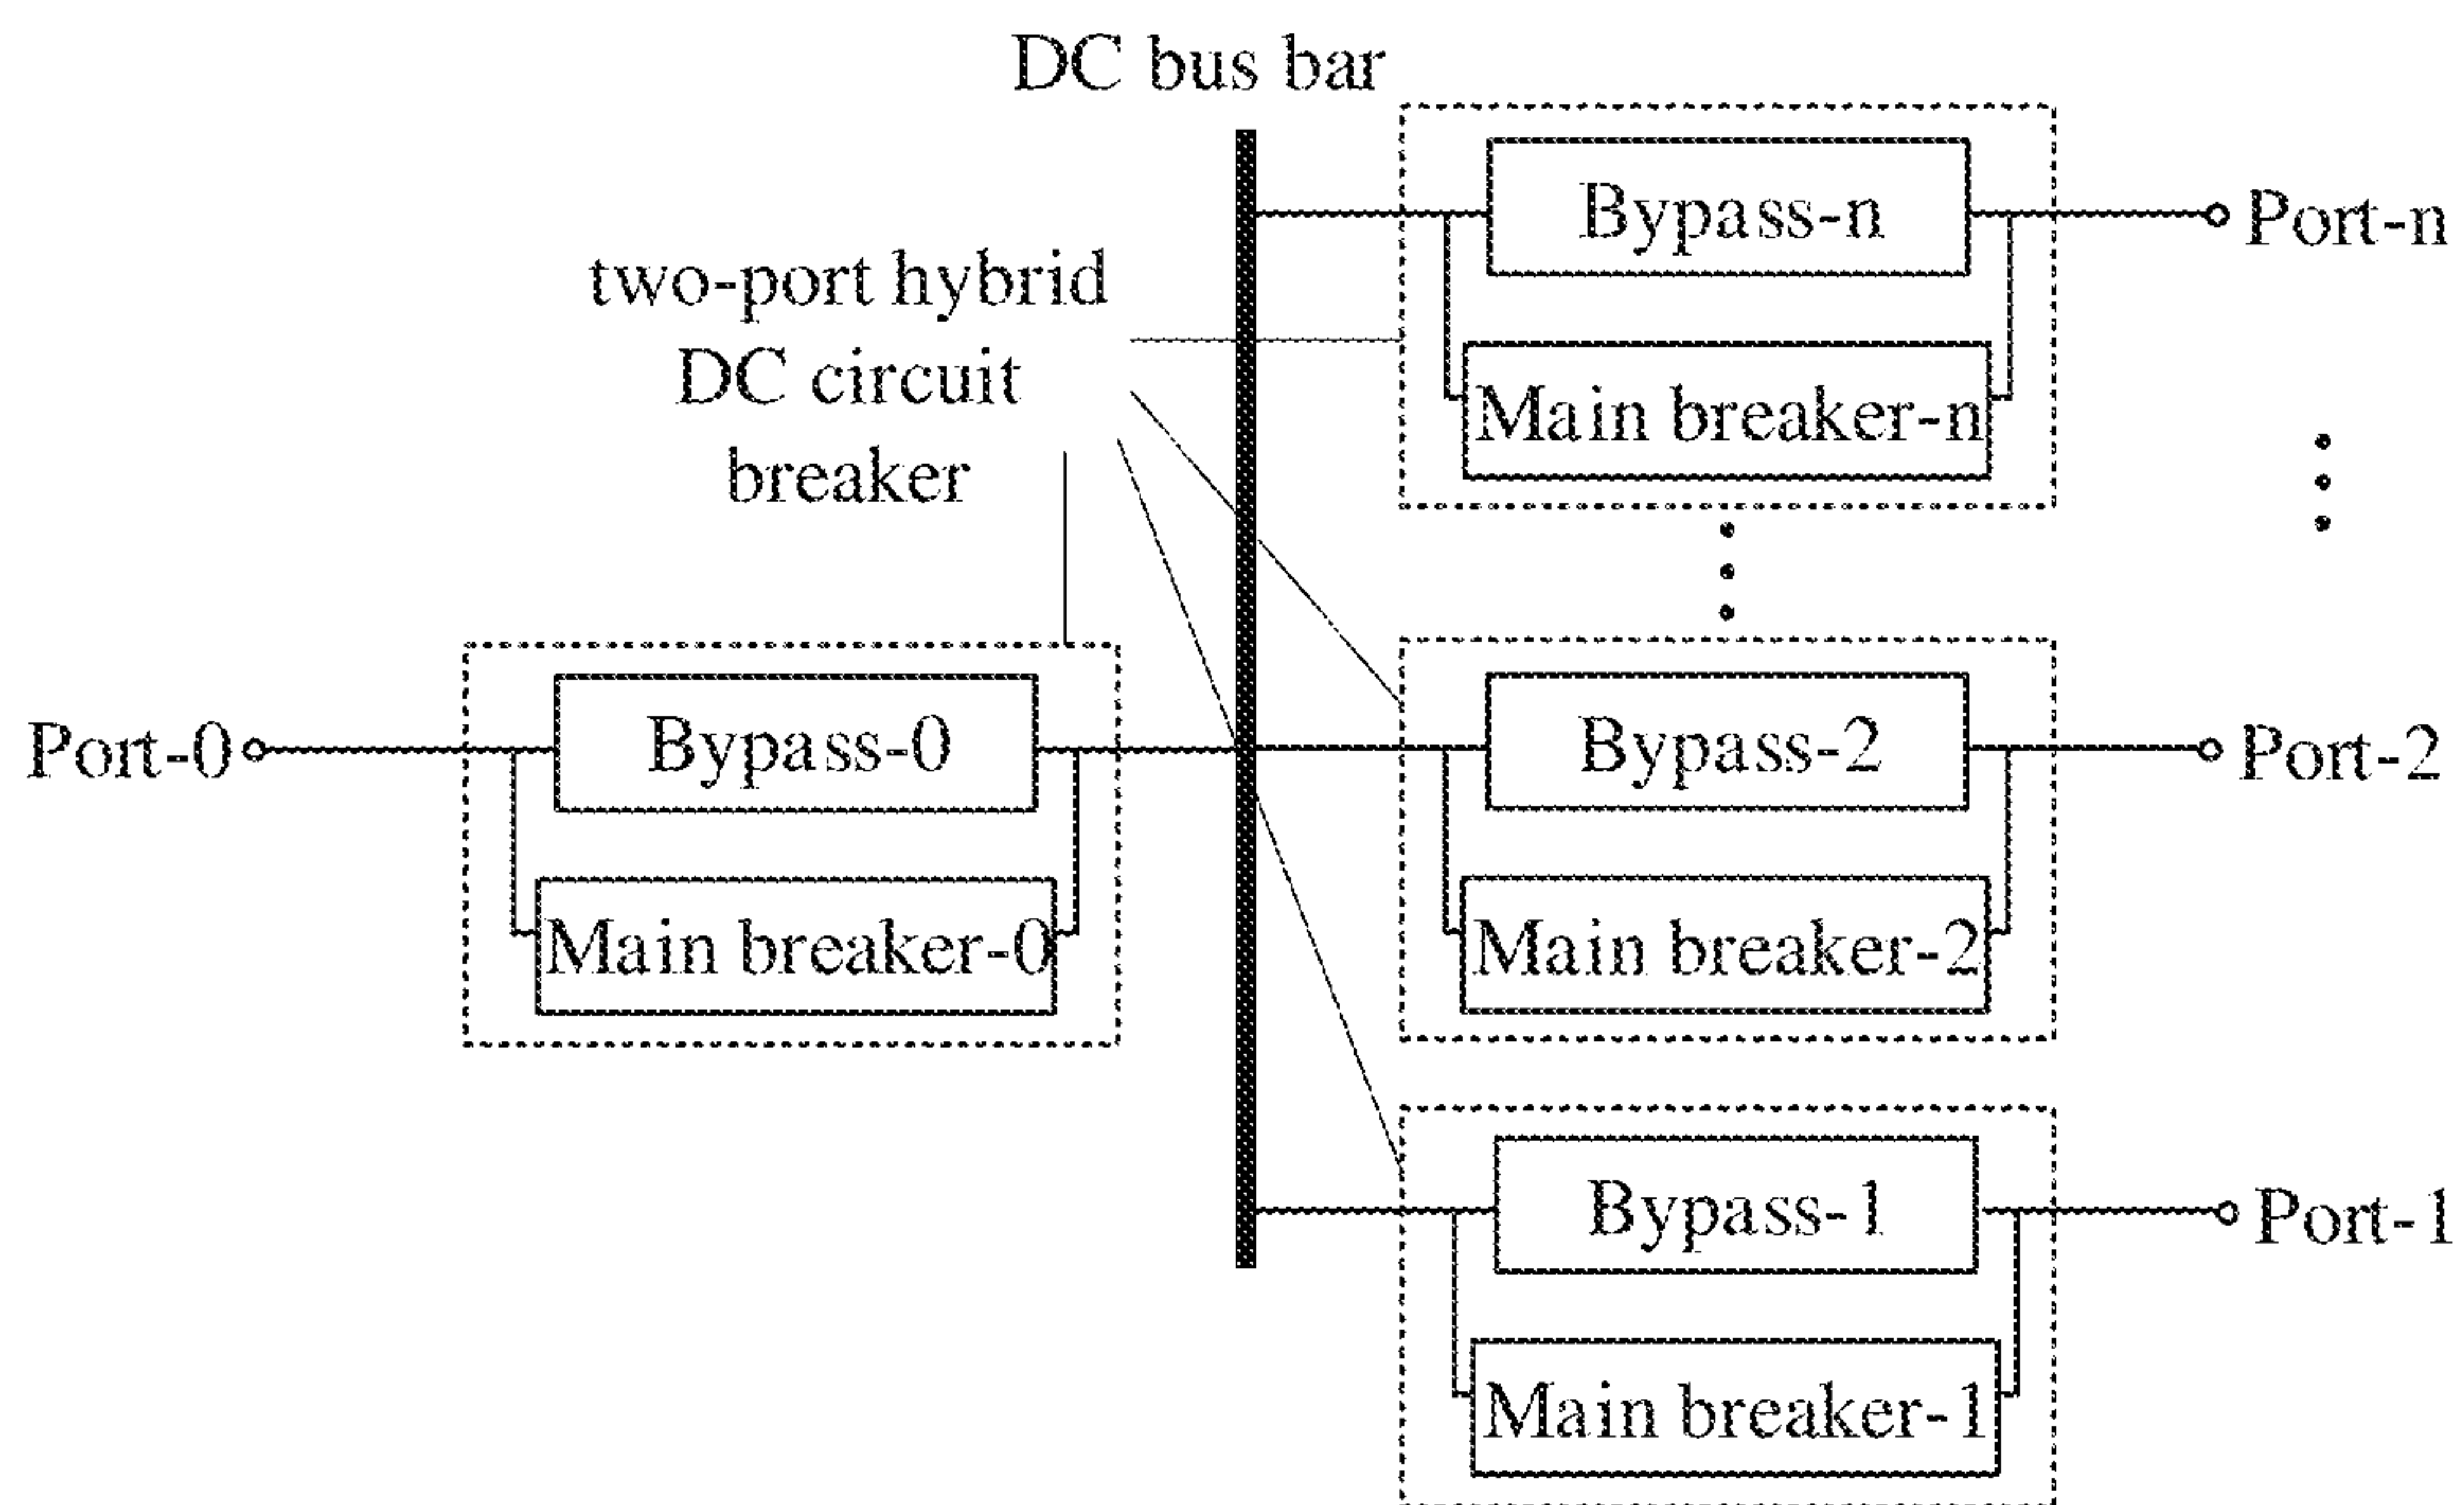 DC bus bar
Bypass-n
Port-n
two-port hybrid
DC circuit
breaker
Main breaker-n
Port-0
Bypass-0
Bypass-2
Port-2
Main breaker-0
Main breaker-2
Bypass-1
Port-1
Main breaker-1